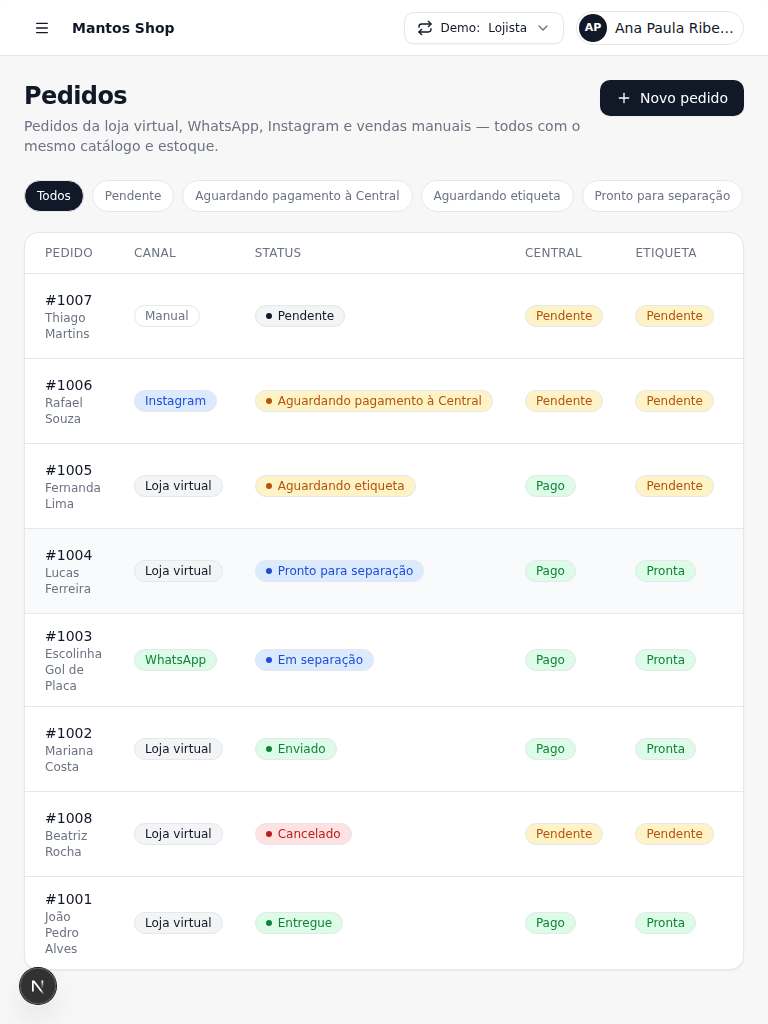 Mantos Shop
Demo: Lojista
AP
Ana Paula Ribe...
Pedidos
Novo pedido
Pedidos da loja virtual, WhatsApp, Instagram e vendas manuais — todos com o
mesmo catálogo e estoque.
Todos
Pendente
Aguardando pagamento à Central
Aguardando etiqueta
Pronto para separação
PEDIDO CANAL STATUS CENTRAL ETIQUETA
#1007
Thiago
Martins
Manual
Pendente
Pendente
Pendente
#1006
Rafael
Souza
Instagram
Aguardando pagamento à Central
Pendente
Pendente
#1005
Fernanda
Lima
Loja virtual
Aguardando etiqueta
Pago
Pendente
#1004
Lucas
Ferreira
Loja virtual
Pronto para separação
Pago
Pronta
#1003
Escolinha
Gol de
Placa
WhatsApp
Em separação
Pago
Pronta
#1002
Mariana
Costa
Loja virtual
Enviado
Pago
Pronta
#1008
Beatriz
Rocha
Loja virtual
Cancelado
Pendente
Pendente
#1001
João
Pedro
Alves
Loja virtual
Entregue
Pago
Pronta
N